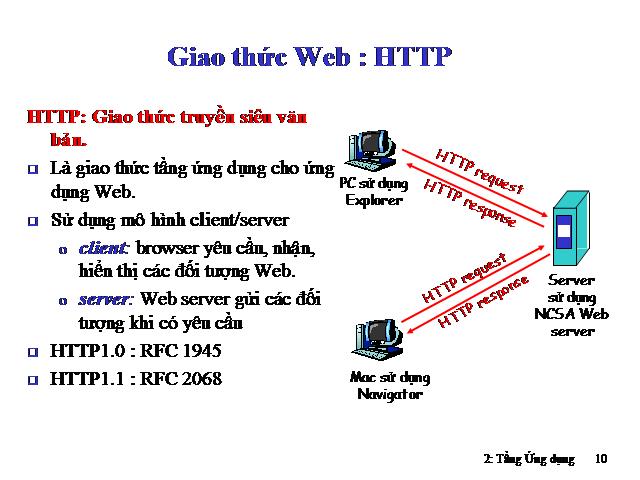 Giao thức Web : HTTP
HTTP: Giao thức truyền siêu văn
bản.
Là giao thức tầng ứng dụng cho ứng
dụng Web.
Sử dụng mô hình client/server
client: browser yêu cầu, nhận,
hiển thị các đối tượng Web.
server: Web server gửi các đối
tượng khi có yêu cầu
HTTP1.0 : RFC 1945
HTTP1.1 : RFC 2068
PC sử dụng
Explorer
HTTP request
HTTP response
HTTP request
HTTP response
Server
sử dụng
NCSA Web
server
Mac sử dụng
Navigator
2: Tầng Ứng dụng 10